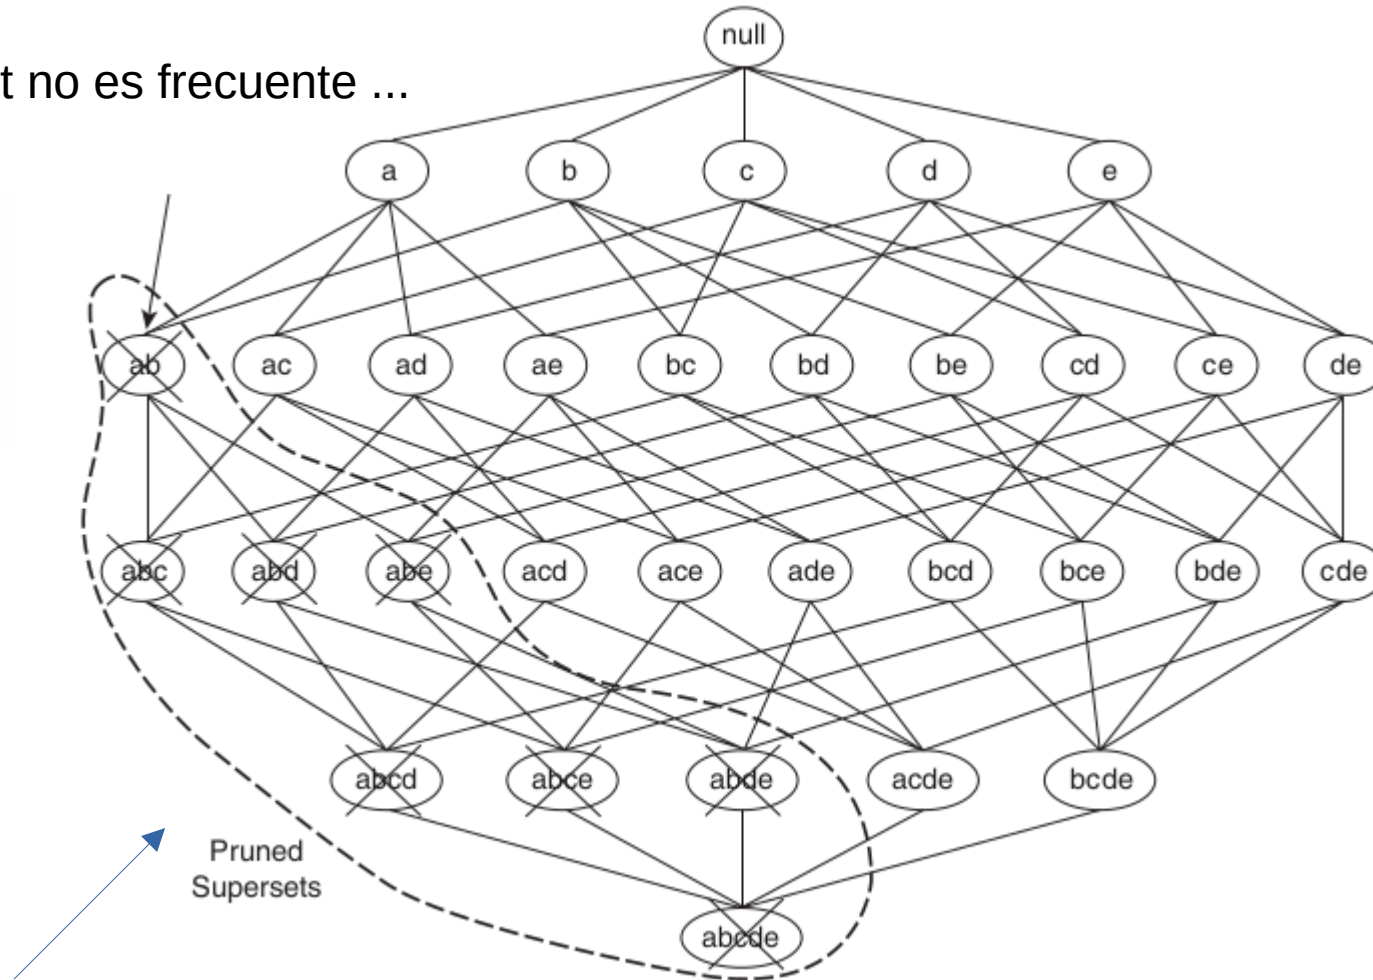 null
t no es frecuente ...
a b c d e
ab ac ad ae bc bd be cd ce de
abc abd abe acd ace ade bcd bce bde cde
abcd abce abde acde bcde
Pruned
Supersets
abcde